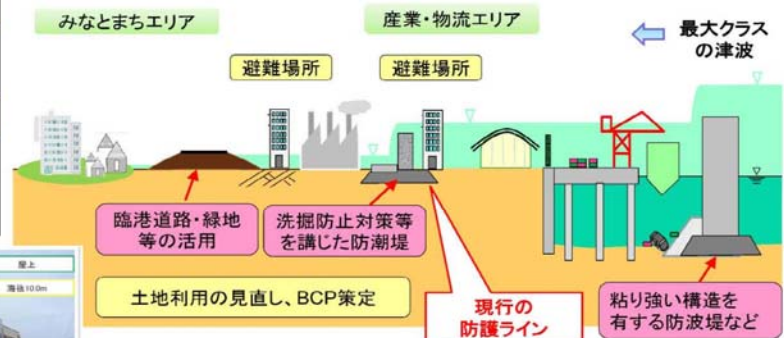 みなとまちエリア
産業・物流エリア
最大クラス
の津波
避難場所
避難場所
臨港道路・緑地
等の活用
洗掘防止対策等
を講じた防潮堤
土地利用の見直し、BCP策定
現行の
防護ライン
粘り強い構造を
有する防波堤など
屋上
海抜10.0m